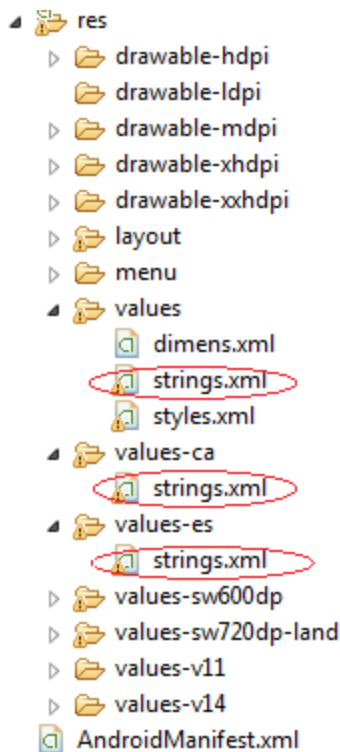 res
drawable-hdpi
drawable-ldpi
drawable-mdpi
drawable-xhdpi
drawable-xxhdpi
layout
menu
values
dimens.xml
strings.xml
styles.xml
values-ca
strings.xml
values-es
strings.xml
values-sw600dp
values-sw720dp-land
values-v11
values-v14
AndroidManifest.xml